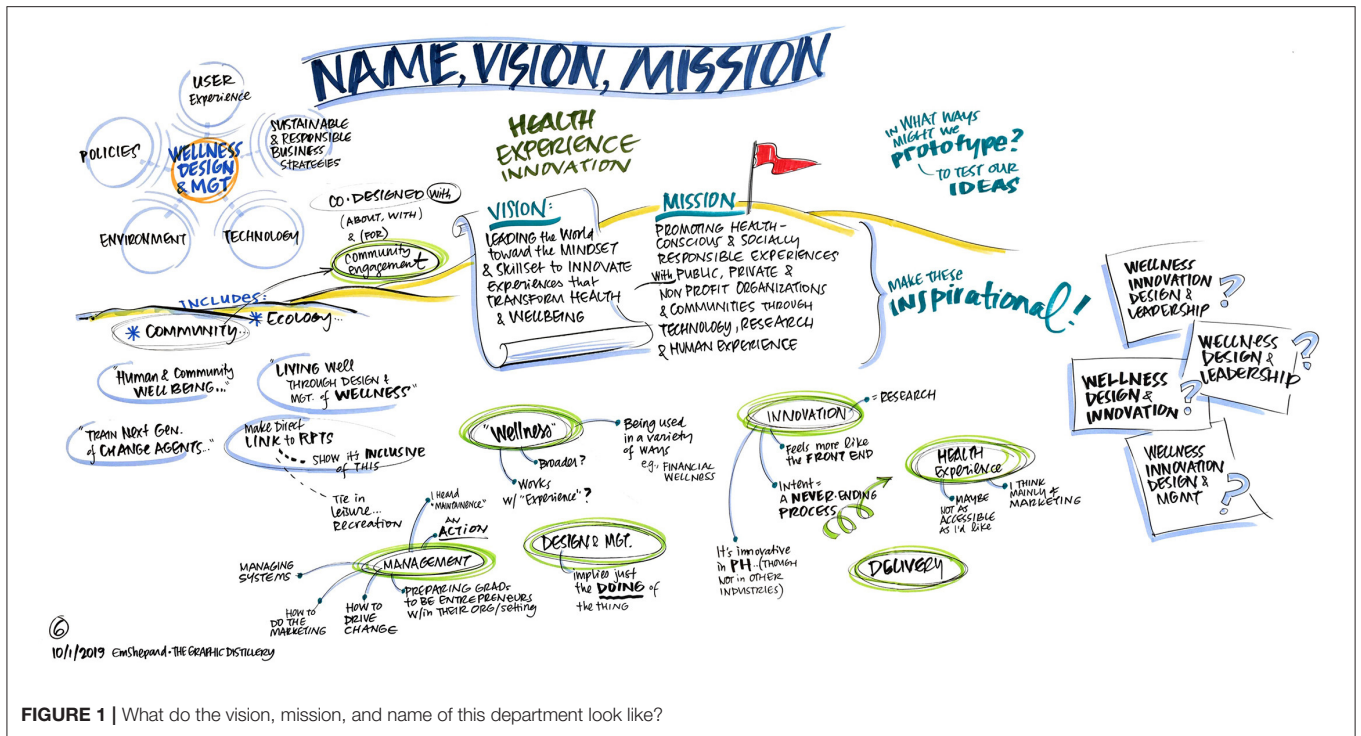 NAME, VISION, MISSION
USER
Experience
POLICIES
SUSTAINABLE
& RESPONSIBLE
BUSINESS
STRATEGIES
WELLNESS
DESIGN
& MGT
ENVIRONMENT
TECHNOLOGY
HEALTH
EXPERIENCE
INNOVATION
IN WHAT WAYS
MIGHT WE
prototype?
TO TEST OUR
IDEAS
CO-DESIGNED with
(ABOUT, WITH)
& (FOR)
Community
Engagement
INCLUDES:
* COMMUNITY...
* Ecology...
VISION:
LEADING the World
toward the MINDSET
& Skillset to INNOVATE
Experiences that
TRANSFORM HEALTH
& WELLBEING
MISSION
PROMOTING HEALTH-
CONSCIOUS & SOCIALLY
RESPONSIBLE EXPERIENCES
with PUBLIC, PRIVATE &
NON PROFIT ORGANIZATIONS
& COMMUNITIES THROUGH
TECHNOLOGY, RESEARCH
& HUMAN EXPERIENCE
MAKE THESE
inspirational!
WELLNESS
INNOVATION
DESIGN &
LEADERSHIP
?
WELLNESS
DESIGN &
LEADERSHIP
?
WELLNESS
DESIGN &
INNOVATION
?
WELLNESS
INNOVATION
DESIGN &
MGMT
?
"Human & Community
WELL BEING..."
"LIVING Well
THROUGH DESIGN &
MGT. of WELLNESS"
"TRAIN NEXT GEN.
of CHANGE AGENTS..."
Make Direct
LINK to RPTS
SHOW it's INCLUSIVE
of THIS
Tie in
leisure...
Recreation
"Wellness"
Being used
in a variety
of WAYS
e.g., FINANCIAL
WELLNESS
Broader?
Works
w/ "Experience"?
INNOVATION
= RESEARCH
Feels more like
the FRONT END
Intent =
A NEVER-ENDING
PROCESS
It's innovative
in PH...(THOUGH
NOT IN OTHER
INDUSTRIES)
HEALTH
Experience
MAYBE
NOT AS
ACCESSIBLE
AS I'd LIKE
I THINK
MAINLY of
MARKETING
DELIVERY
I HEARD
"MAINTAINENCE"
AN
ACTION
MANAGEMENT
MANAGING
SYSTEMS
HOW TO
DO THE
MARKETING
HOW TO
DRIVE
CHANGE
PREPARING GRADS
to BE ENTREPRENEURS
w/in THEIR ORG/setting
DESIGN & MGT.
implies just
the DOING of
the THING
6
10/1/2019 EmShepard • THE GRAPHIC DISTILLERY
FIGURE 1 | What do the vision, mission, and name of this department look like?